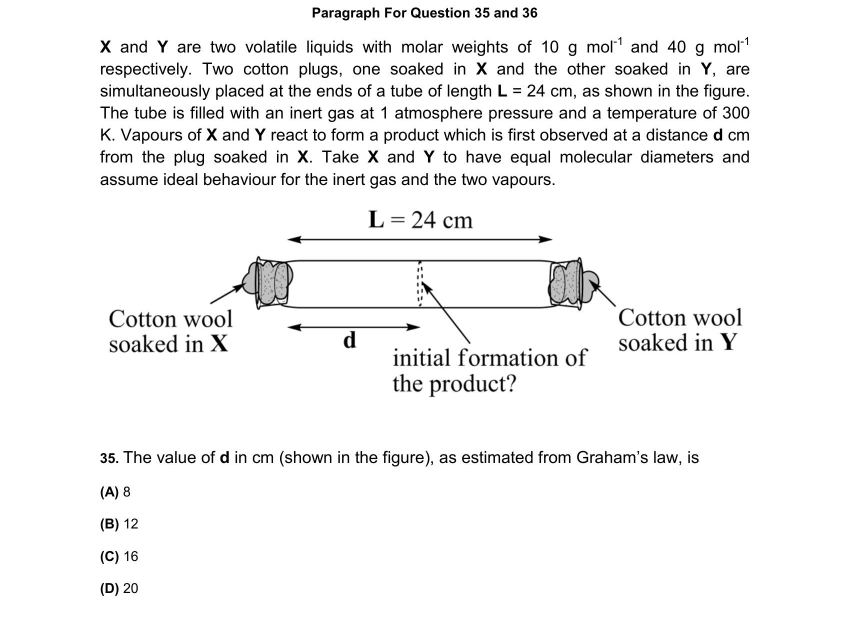 Paragraph For Question 35 and 36
X and Y are two volatile liquids with molar weights of 10 g mol⁻¹ and 40 g mol⁻¹
respectively. Two cotton plugs, one soaked in X and the other soaked in Y, are
simultaneously placed at the ends of a tube of length L = 24 cm, as shown in the figure.
The tube is filled with an inert gas at 1 atmosphere pressure and a temperature of 300
K. Vapours of X and Y react to form a product which is first observed at a distance d cm
from the plug soaked in X. Take X and Y to have equal molecular diameters and
assume ideal behaviour for the inert gas and the two vapours.
L = 24 cm
Cotton wool
soaked in X
d
initial formation of
the product?
Cotton wool
soaked in Y
35. The value of d in cm (shown in the figure), as estimated from Graham's law, is
(A) 8
(B) 12
(C) 16
(D) 20